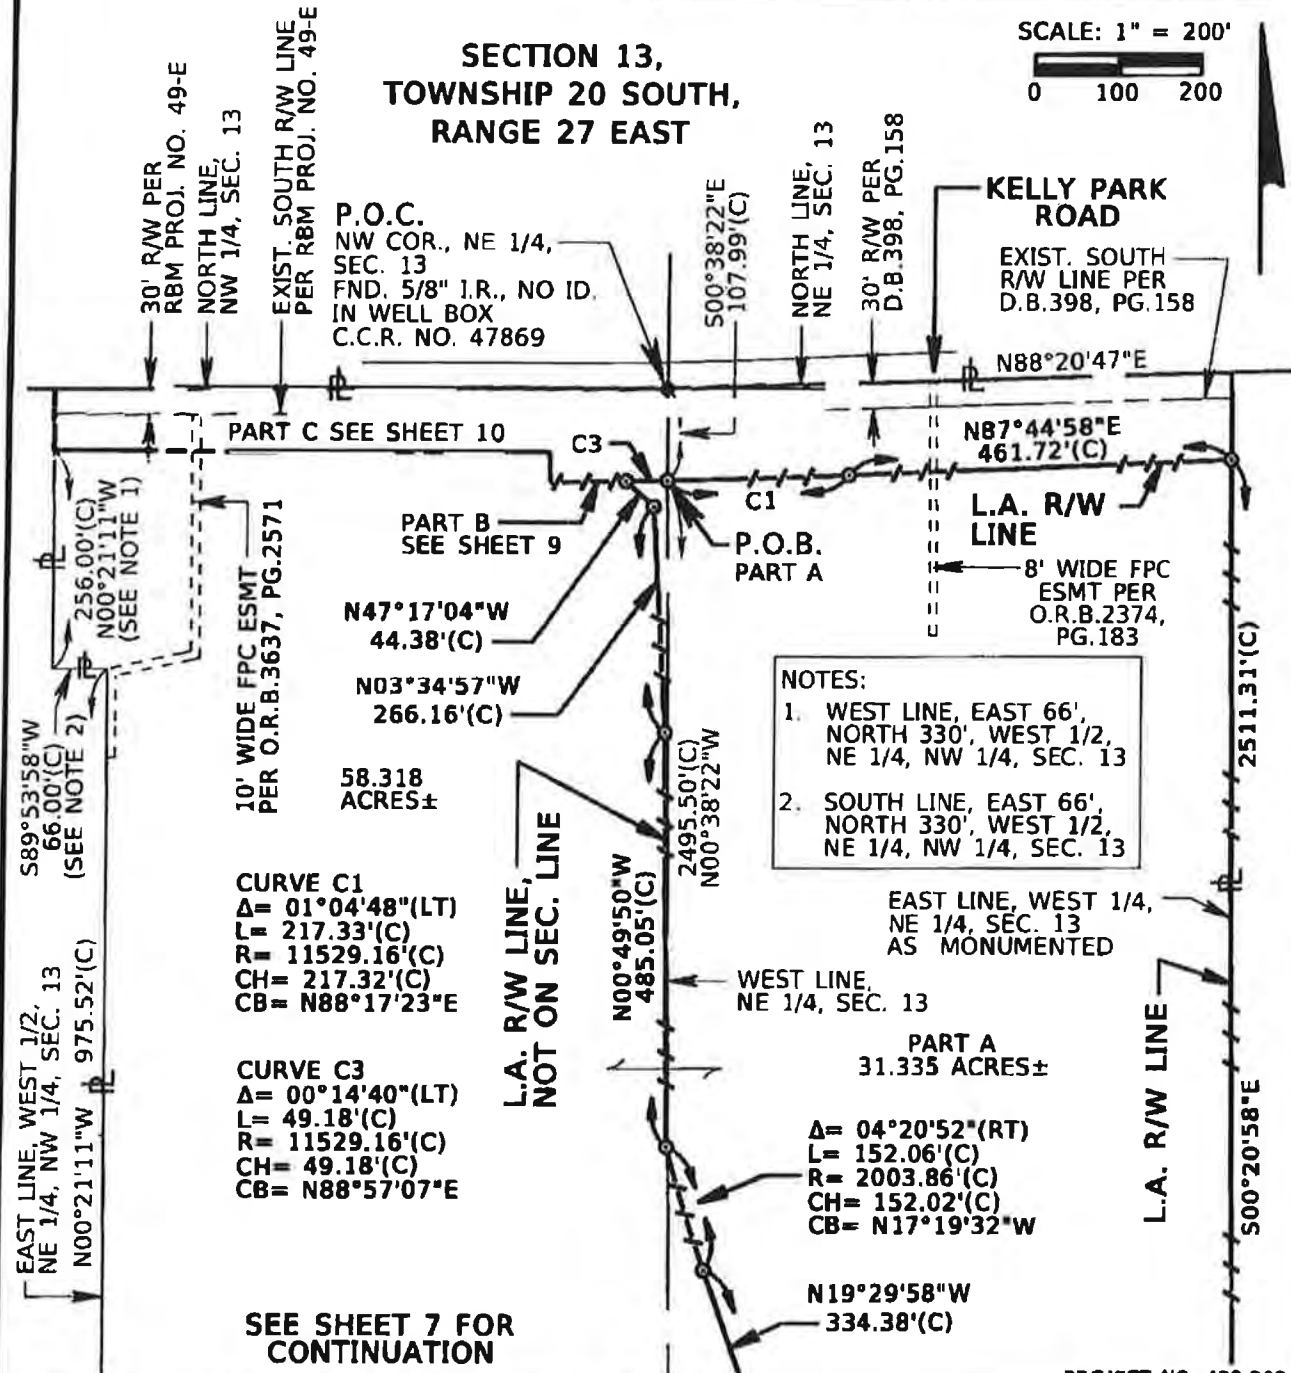 SCALE: 1" = 200'
0 100 200
SECTION 13,
TOWNSHIP 20 SOUTH,
RANGE 27 EAST
30' R/W PER
RBM PROJ. NO. 49-E
NORTH LINE,
NW 1/4, SEC. 13
EXIST. SOUTH R/W LINE
PER RBM PROJ. NO. 49-E
P.O.C.
NW COR., NE 1/4,
SEC. 13
FND. 5/8" I.R., NO ID.
IN WELL BOX
C.C.R. NO. 47869
S00°38'22"E
107.99'(C)
NORTH LINE,
NE 1/4, SEC. 13
30' R/W PER
D.B.398, PG.158
KELLY PARK
ROAD
EXIST. SOUTH
R/W LINE PER
D.B.398, PG.158
N88°20'47"E
PART C SEE SHEET 10
C3
N87°44'58"E
461.72'(C)
C1
L.A. R/W
LINE
PART B
SEE SHEET 9
P.O.B.
PART A
8' WIDE FPC
ESMT PER
O.R.B.2374,
PG.183
256.00'(C)
N00°21'11"W
(SEE NOTE 1)
10' WIDE FPC ESMT
PER O.R.B.3637, PG.2571
N47°17'04"W
44.38'(C)
N03°34'57"W
266.16'(C)
58.318
ACRES±
S89°53'58"W
66.00'(C)
(SEE NOTE 2)
NOTES:
1. WEST LINE, EAST 66',
NORTH 330', WEST 1/2,
NE 1/4, NW 1/4, SEC. 13
2. SOUTH LINE, EAST 66',
NORTH 330', WEST 1/2,
NE 1/4, NW 1/4, SEC. 13
2511.31'(C)
2495.50'(C)
N00°38'22"W
L.A. R/W LINE,
NOT ON SEC. LINE
N00°49'50"W
485.05'(C)
CURVE C1
Δ= 01°04'48"(LT)
L= 217.33'(C)
R= 11529.16'(C)
CH= 217.32'(C)
CB= N88°17'23"E
EAST LINE, WEST 1/4,
NE 1/4, SEC. 13
AS MONUMENTED
WEST LINE,
NE 1/4, SEC. 13
PART A
31.335 ACRES±
CURVE C3
Δ= 00°14'40"(LT)
L= 49.18'(C)
R= 11529.16'(C)
CH= 49.18'(C)
CB= N88°57'07"E
Δ= 04°20'52"(RT)
L= 152.06'(C)
R= 2003.86'(C)
CH= 152.02'(C)
CB= N17°19'32"W
L.A. R/W LINE
S00°20'58"E
EAST LINE, WEST 1/2,
NE 1/4, NW 1/4, SEC. 13
N00°21'11"W 975.52'(C)
N19°29'58"W
334.38'(C)
SEE SHEET 7 FOR
CONTINUATION